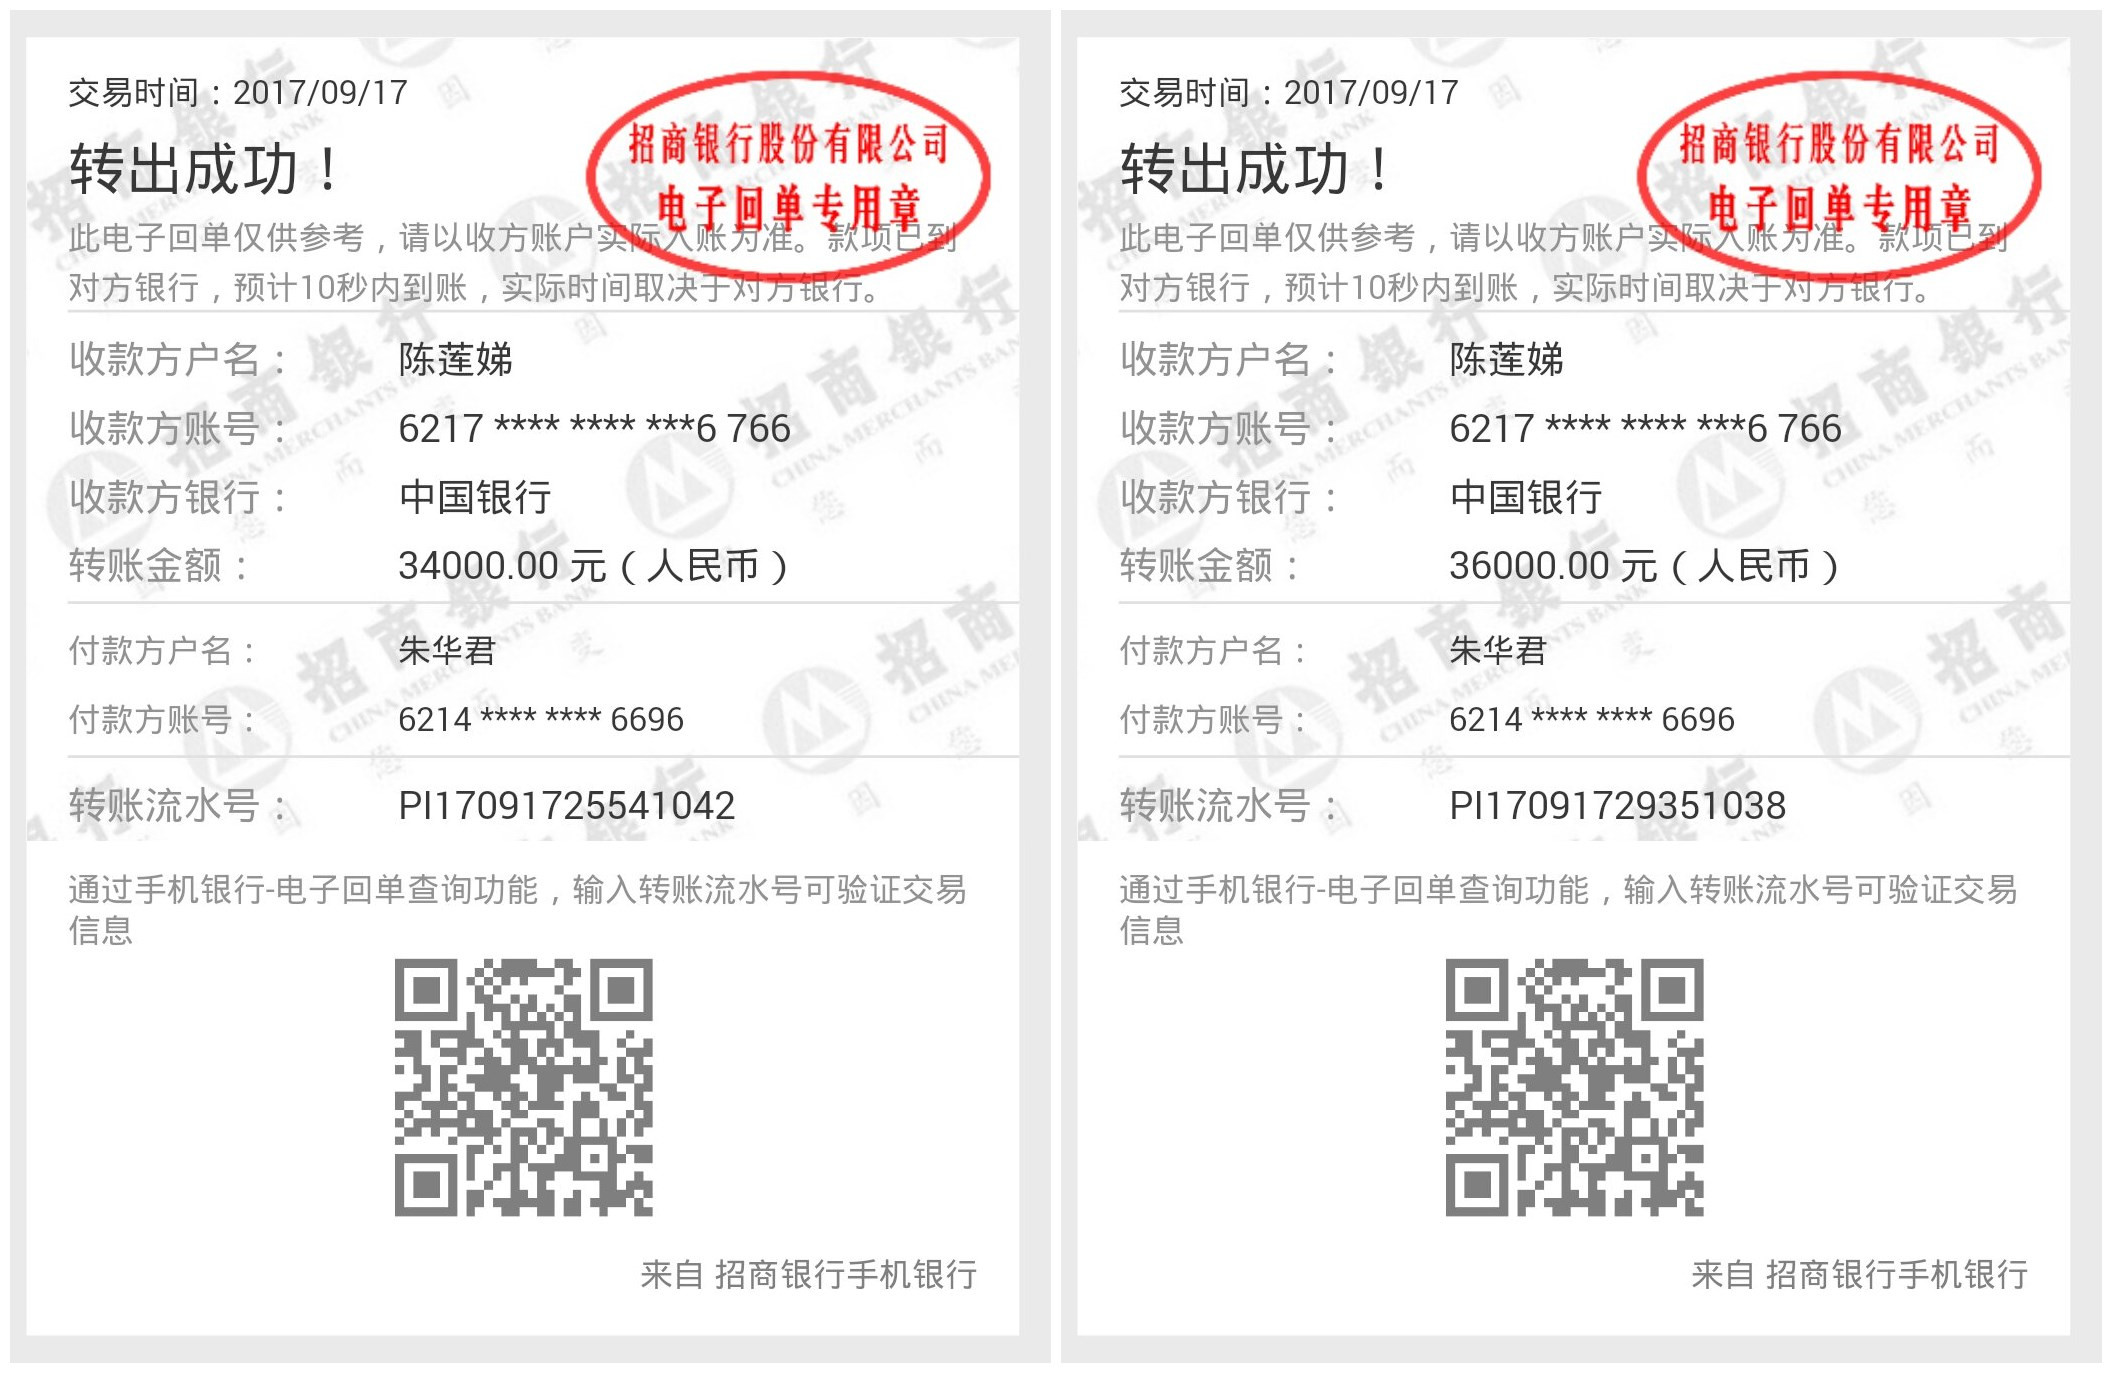 交易时间：2017/09/17
招商银行股份有限公司
电子回单专用章
转出成功！
此电子回单仅供参考，请以收方账户实际入账为准。款项已到
对方银行，预计10秒内到账，实际时间取决于对方银行。
收款方户名： 陈莲娣
收款方账号： 6217 **** **** ***6 766
收款方银行： 中国银行
转账金额： 34000.00 元（人民币）
付款方户名： 朱华君
付款方账号： 6214 **** **** 6696
转账流水号： PI17091725541042
通过手机银行-电子回单查询功能，输入转账流水号可验证交易
信息
来自 招商银行手机银行
交易时间：2017/09/17
招商银行股份有限公司
电子回单专用章
转出成功！
此电子回单仅供参考，请以收方账户实际入账为准。款项已到
对方银行，预计10秒内到账，实际时间取决于对方银行。
收款方户名： 陈莲娣
收款方账号： 6217 **** **** ***6 766
收款方银行： 中国银行
转账金额： 36000.00 元（人民币）
付款方户名： 朱华君
付款方账号： 6214 **** **** 6696
转账流水号： PI17091729351038
通过手机银行-电子回单查询功能，输入转账流水号可验证交易
信息
来自 招商银行手机银行